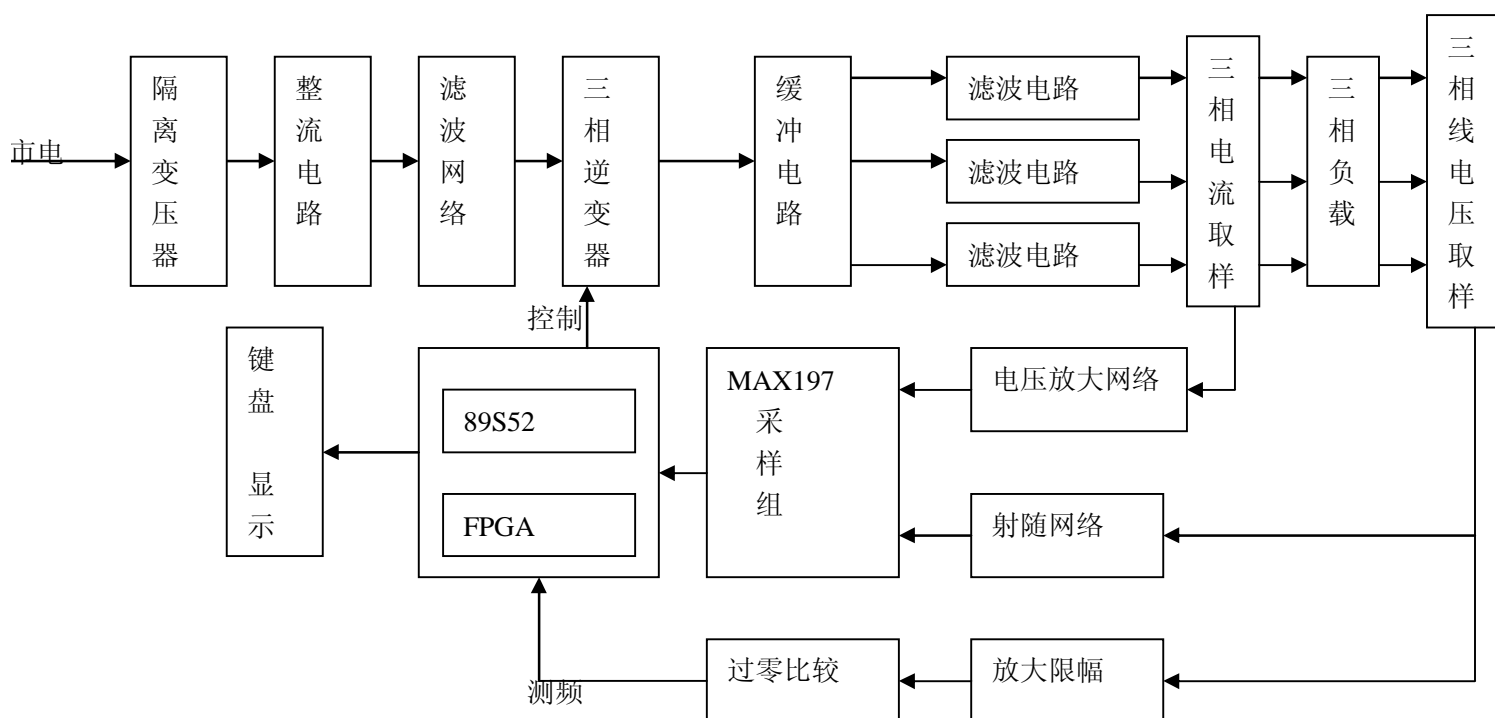 市电
隔离变压器
整流电路
滤波网络
三相逆变器
缓冲电路
滤波电路
滤波电路
滤波电路
三相电流取样
三相负载
三相线电压取样
控制
键盘
显示
89S52
FPGA
MAX197
采样组
电压放大网络
射随网络
测频
过零比较
放大限幅